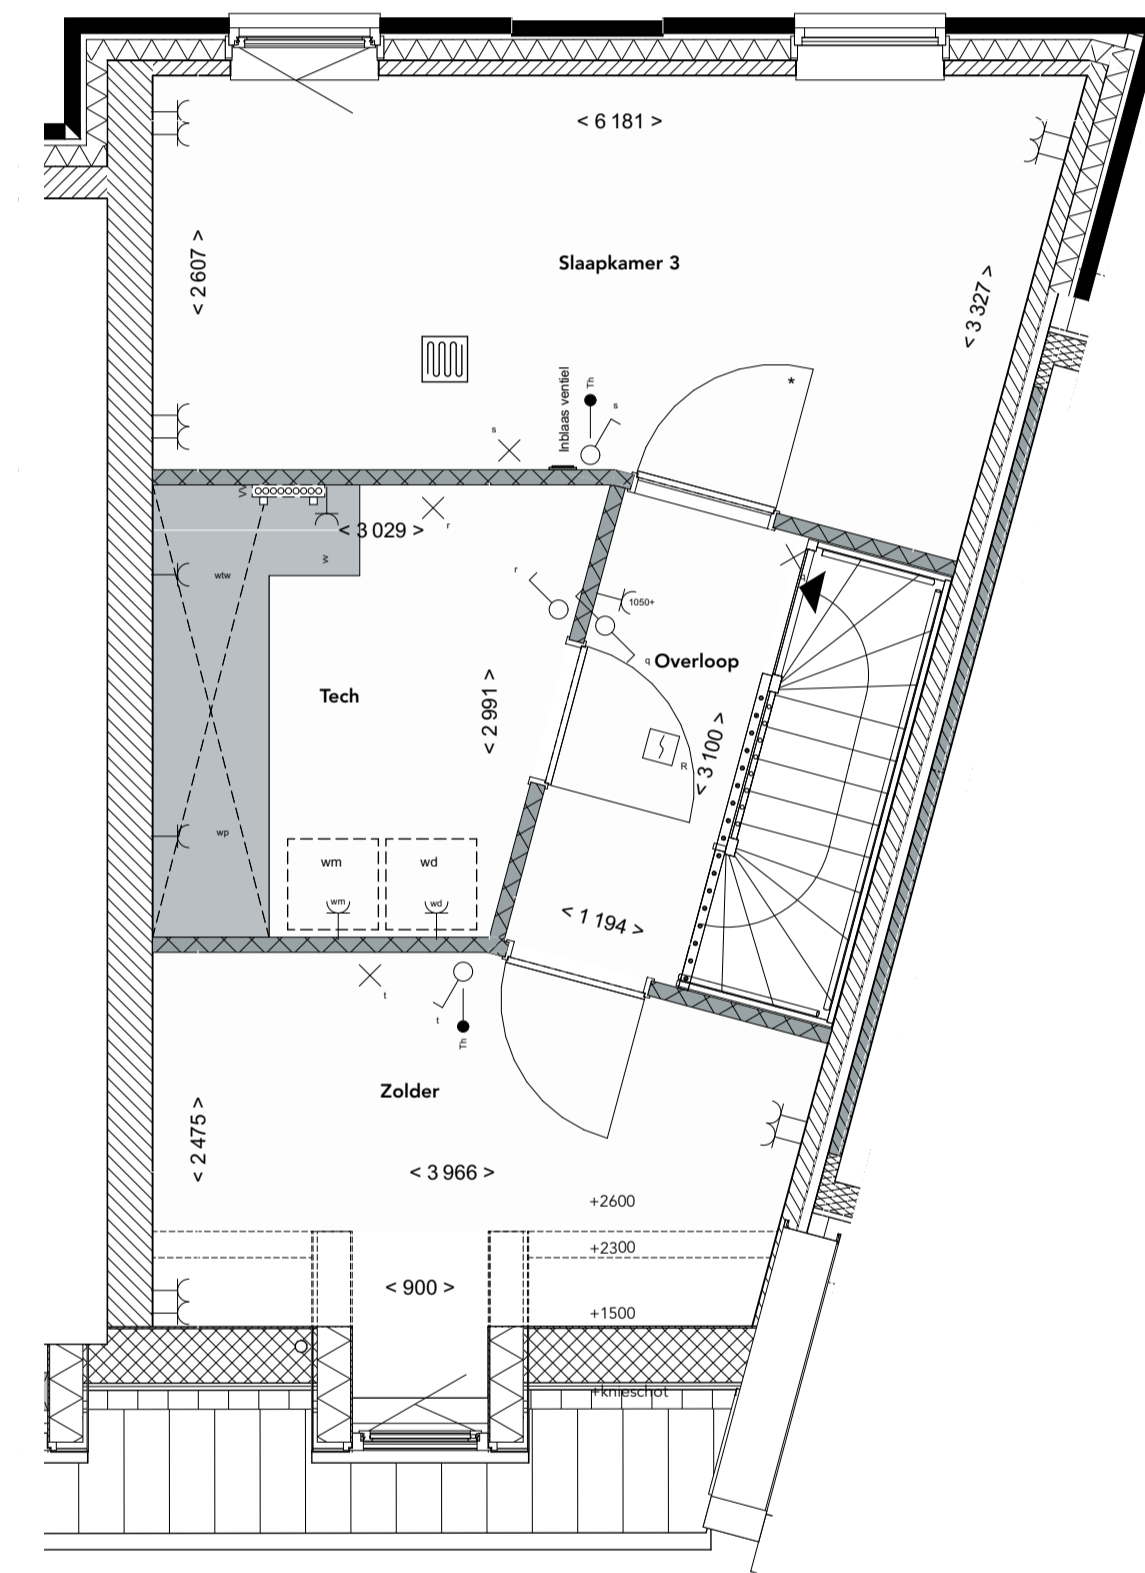 < 6 181 >
< 2 607 >
Slaapkamer 3
< 3 327 >
Inblaas ventiel
Th
s
s
*
< 3 029 >
r
W
w
wtw
r
1050+
q
q
Overloop
Tech
< 2 991 >
< 3 100 >
R
wp
wm
wd
wm
wd
< 1 194 >
t
t
Th
Zolder
< 2 475 >
< 3 966 >
+2600
+2300
< 900 >
+1500
+knieschot